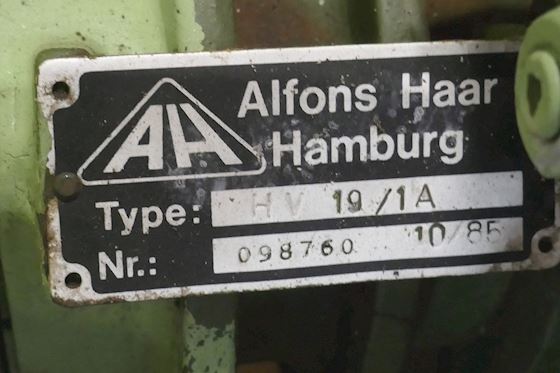 AH Alfons Haar
Hamburg
Type: HV 19/1A
Nr.: 098760 10/85